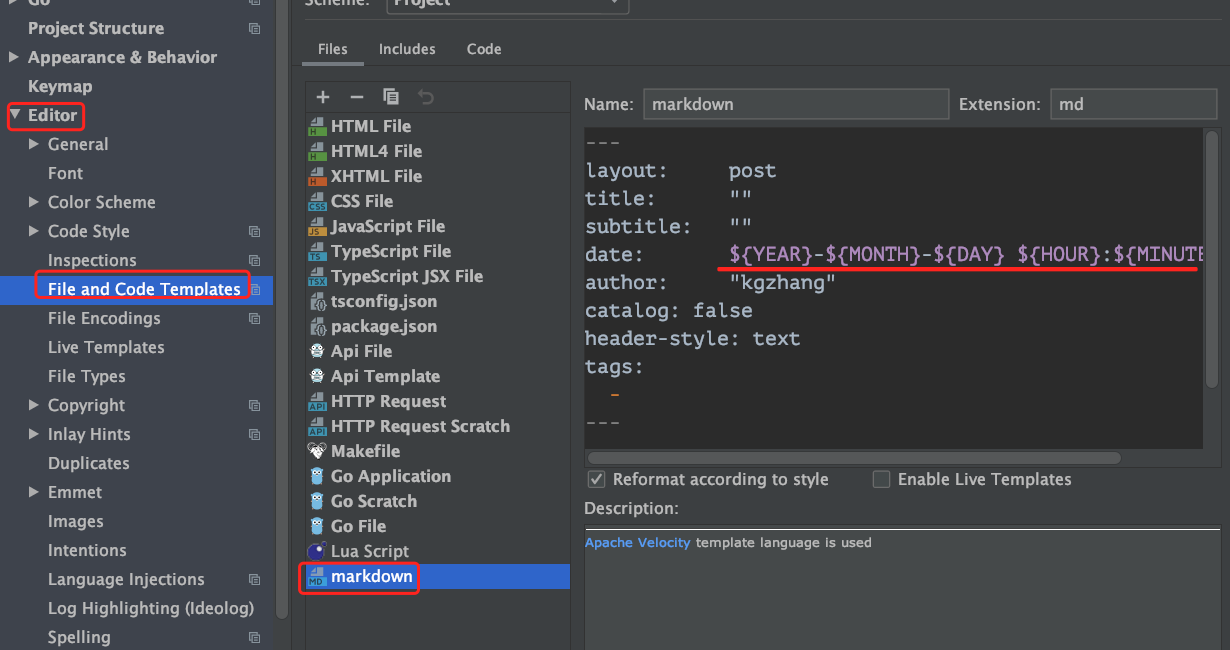 Go
Project Structure
Appearance & Behavior
Keymap
Editor
General
Font
Color Scheme
Code Style
Inspections
File and Code Templates
File Encodings
Live Templates
File Types
Copyright
Inlay Hints
Duplicates
Emmet
Images
Intentions
Language Injections
Log Highlighting (Ideolog)
Spelling
Scheme: Project
Files Includes Code
HTML File
HTML4 File
XHTML File
CSS File
JavaScript File
TypeScript File
TypeScript JSX File
tsconfig.json
package.json
Api File
Api Template
HTTP Request
HTTP Request Scratch
Makefile
Go Application
Go Scratch
Go File
Lua Script
markdown
Name: markdown Extension: md
---
layout: post
title: ""
subtitle: ""
date: ${YEAR}-${MONTH}-${DAY} ${HOUR}:${MINUTE
author: "kgzhang"
catalog: false
header-style: text
tags:
-
---
Reformat according to style Enable Live Templates
Description:
Apache Velocity template language is used